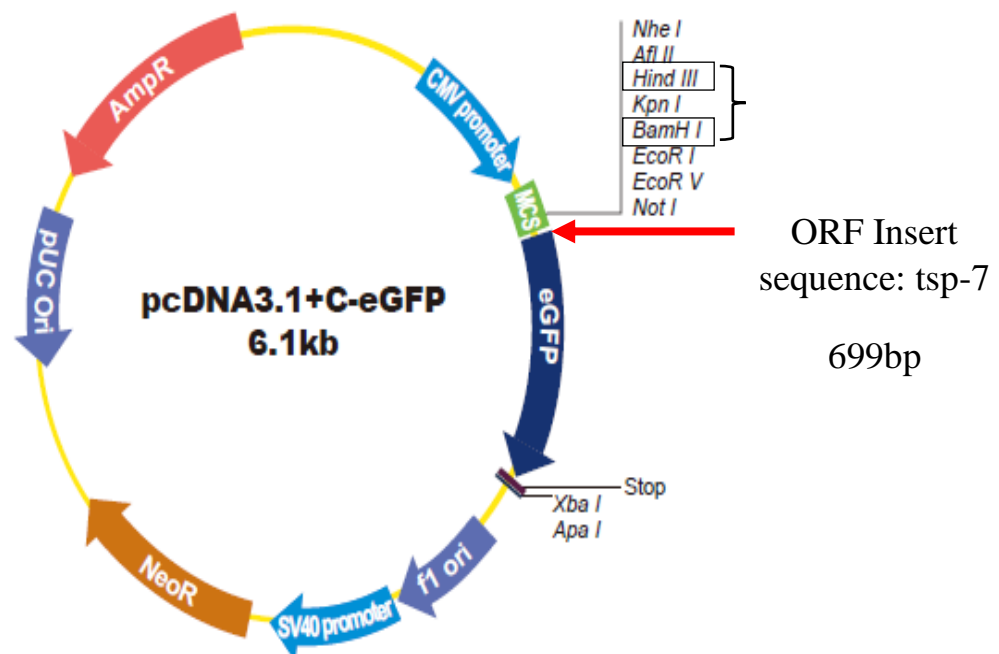 Nhe I
Afl II
Hind III
Kpn I
BamH I
EcoR I
EcoR V
Not I
AmpR
CMV promoter
MCS
ORF Insert
sequence: tsp-7
699bp
pUC Ori
pcDNA3.1+C-eGFP
6.1kb
eGFP
Stop
Xba I
Apa I
NeoR
f1 ori
SV40 promoter